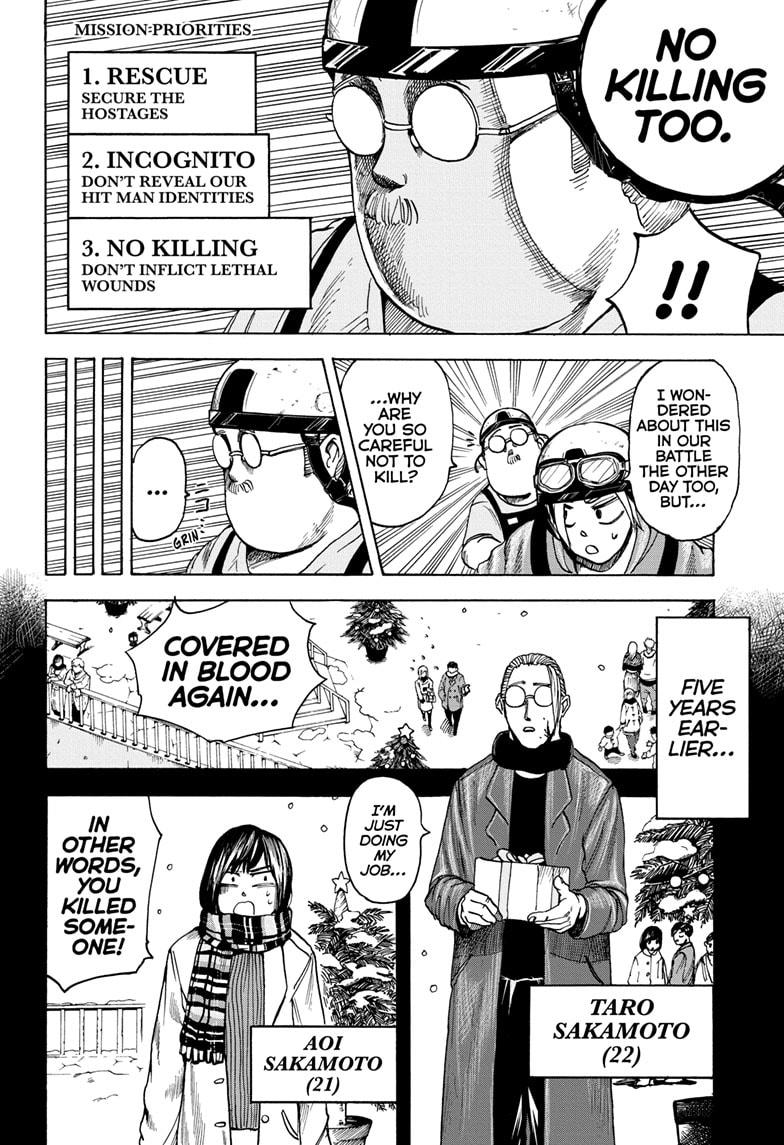 NO
KILLING
TOO.
MISSION PRIORITIES
1. RESCUE
SECURE THE
HOSTAGES
2. INCOGNITO
DON'T REVEAL OUR
HIT MAN IDENTITIES
3. NO KILLING
DON'T INFLICT LETHAL
WOUNDS
!!
I WON-
DERED
ABOUT THIS
IN OUR
BATTLE
THE OTHER
DAY TOO,
BUT...
...WHY
ARE
YOU SO
CAREFUL
NOT TO
KILL?
...
GRIN
FIVE
YEARS
EAR-
LIER...
COVERED
IN BLOOD
AGAIN...
I'M
JUST
DOING
MY
JOB...
IN
OTHER
WORDS,
YOU
KILLED
SOME-
ONE!
TARO
SAKAMOTO
(22)
AOI
SAKAMOTO
(21)